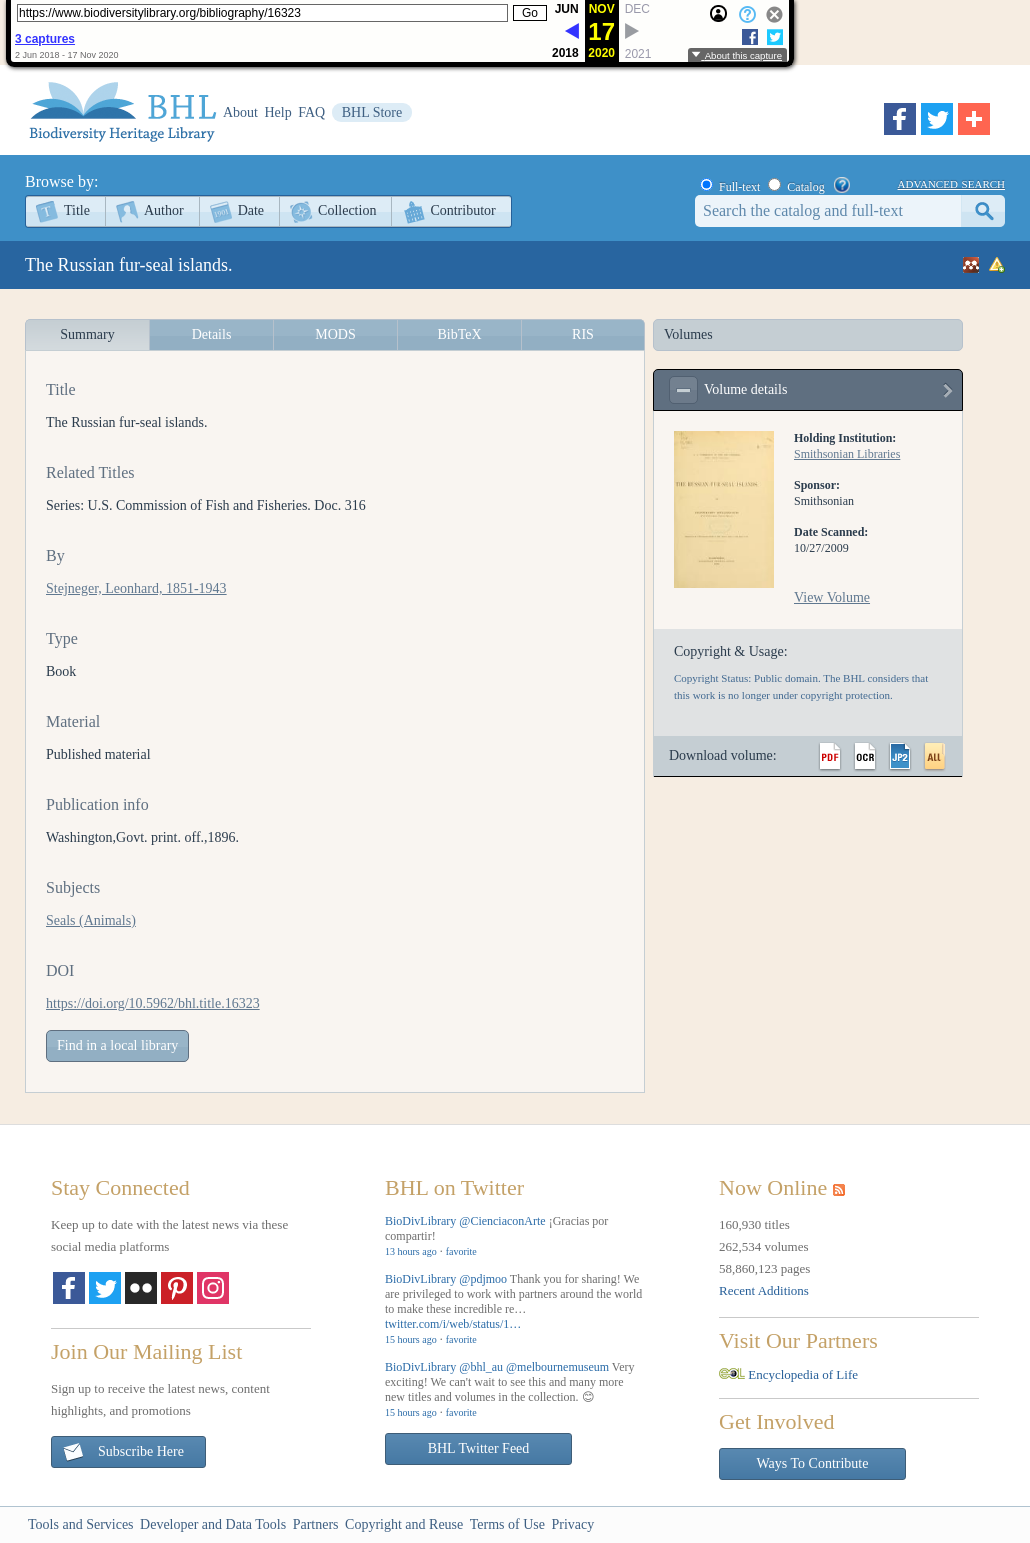 https://www.biodiversitylibrary.org/bibliography/16323 Go JUN NOV DEC
17
3 captures
2 Jun 2018 - 17 Nov 2020 2018 2020 2021 About this capture
BHL
Biodiversity Heritage Library
About Help FAQ BHL Store
Browse by:
Title Author Date Collection Contributor
Full-text Catalog ? ADVANCED SEARCH
Search the catalog and full-text
The Russian fur-seal islands.
Summary Details MODS BibTeX RIS
Title
The Russian fur-seal islands.
Related Titles
Series: U.S. Commission of Fish and Fisheries. Doc. 316
By
Stejneger, Leonhard, 1851-1943
Type
Book
Material
Published material
Publication info
Washington,Govt. print. off.,1896.
Subjects
Seals (Animals)
DOI
https://doi.org/10.5962/bhl.title.16323
Find in a local library
Volumes
Volume details
THE RUSSIAN FUR-SEAL ISLANDS.
Holding Institution:
Smithsonian Libraries
Sponsor:
Smithsonian
Date Scanned:
10/27/2009
View Volume
Copyright & Usage:
Copyright Status: Public domain. The BHL considers that
this work is no longer under copyright protection.
Download volume: PDF OCR JP2 ALL
Stay Connected
Keep up to date with the latest news via these
social media platforms
Join Our Mailing List
Sign up to receive the latest news, content
highlights, and promotions
Subscribe Here
BHL on Twitter
BioDivLibrary @CienciaconArte ¡Gracias por
compartir!
13 hours ago · favorite
BioDivLibrary @pdjmoo Thank you for sharing! We
are privileged to work with partners around the world
to make these incredible re…
twitter.com/i/web/status/1…
15 hours ago · favorite
BioDivLibrary @bhl_au @melbournemuseum Very
exciting! We can't wait to see this and many more
new titles and volumes in the collection. 😊
15 hours ago · favorite
BHL Twitter Feed
Now Online
160,930 titles
262,534 volumes
58,860,123 pages
Recent Additions
Visit Our Partners
EOL Encyclopedia of Life
Get Involved
Ways To Contribute
Tools and Services Developer and Data Tools Partners Copyright and Reuse Terms of Use Privacy